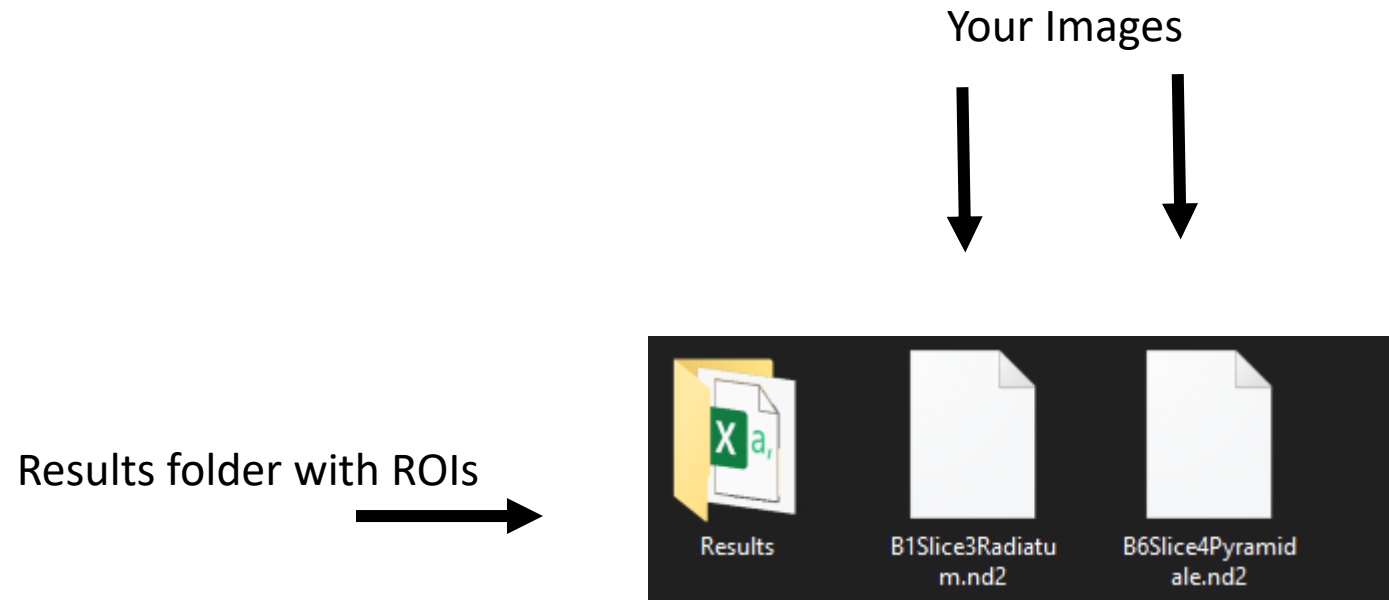 Your Images
Results folder with ROIs
X a,
Results
B1Slice3Radiatu
m.nd2
B6Slice4Pyramid
ale.nd2